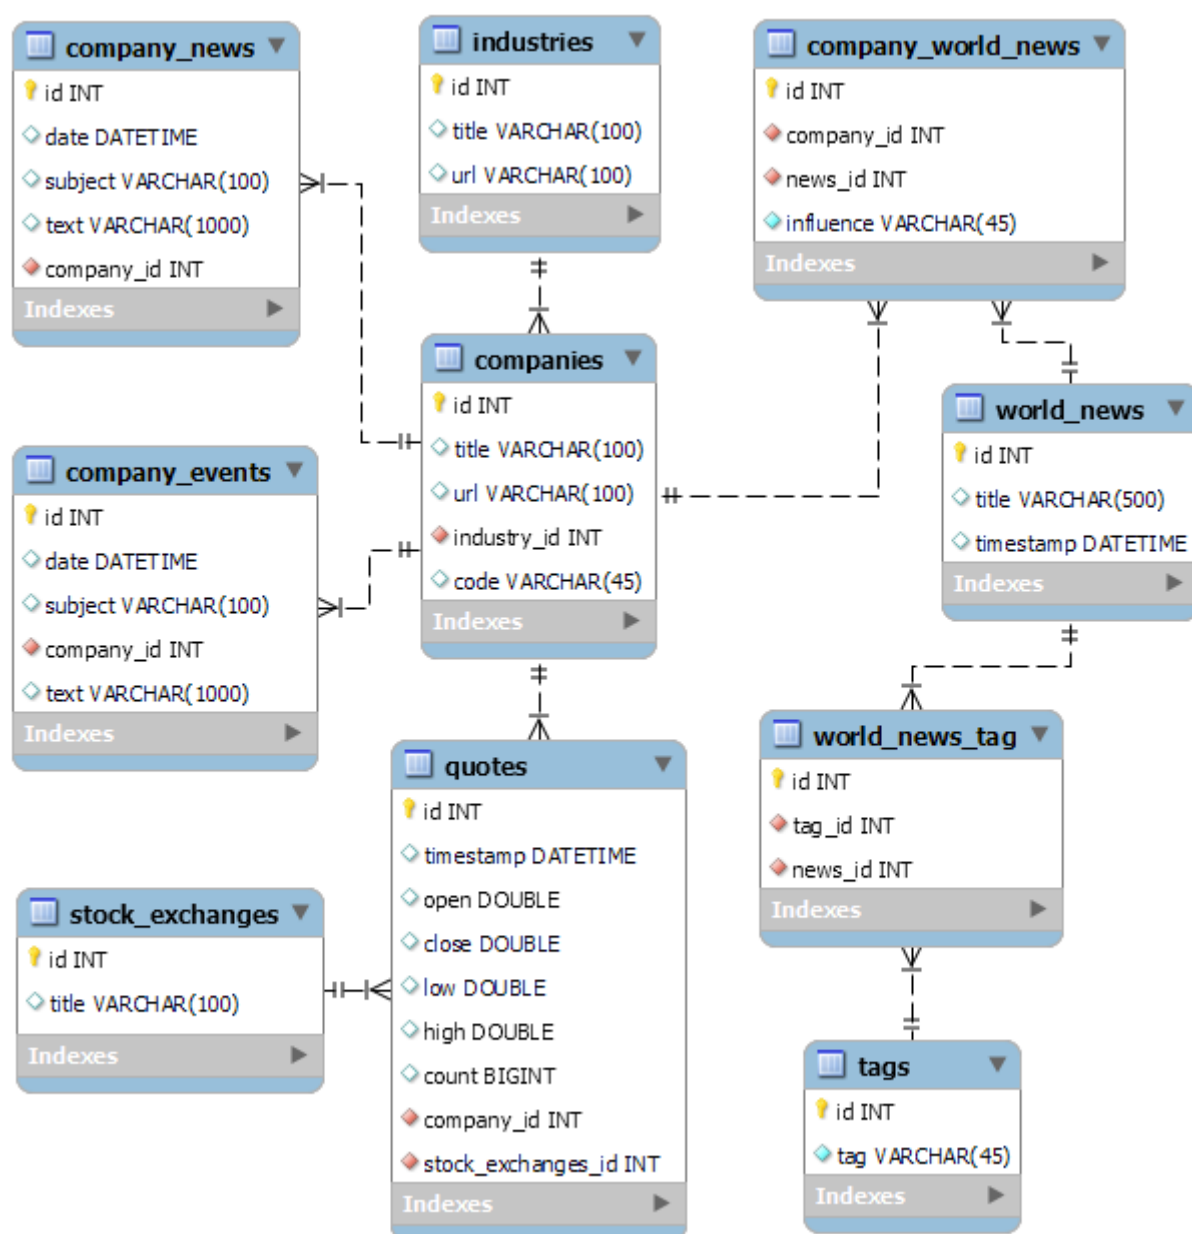 company_news
id INT
date DATETIME
subject VARCHAR(100)
text VARCHAR(1000)
company_id INT
Indexes
industries
id INT
title VARCHAR(100)
url VARCHAR(100)
Indexes
company_world_news
id INT
company_id INT
news_id INT
influence VARCHAR(45)
Indexes
companies
id INT
title VARCHAR(100)
url VARCHAR(100)
industry_id INT
code VARCHAR(45)
Indexes
world_news
id INT
title VARCHAR(500)
timestamp DATETIME
Indexes
company_events
id INT
date DATETIME
subject VARCHAR(100)
company_id INT
text VARCHAR(1000)
Indexes
world_news_tag
id INT
tag_id INT
news_id INT
Indexes
quotes
id INT
timestamp DATETIME
open DOUBLE
close DOUBLE
low DOUBLE
high DOUBLE
count BIGINT
company_id INT
stock_exchanges_id INT
Indexes
stock_exchanges
id INT
title VARCHAR(100)
Indexes
tags
id INT
tag VARCHAR(45)
Indexes